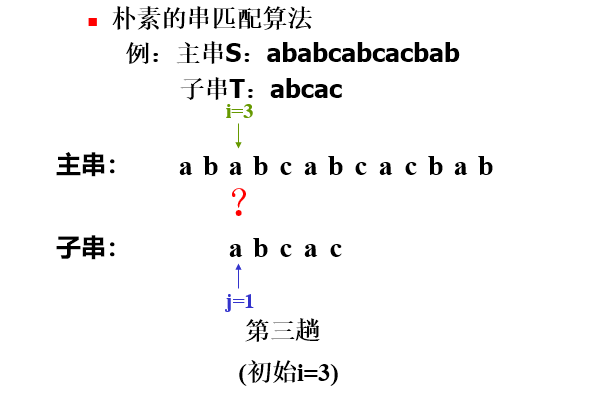 朴素的串匹配算法
例：主串S：ababcabcacbab
子串T：abcac
i=3
主串： a b a b c a b c a c b a b
？
子串： a b c a c
j=1
第三趟
(初始i=3)